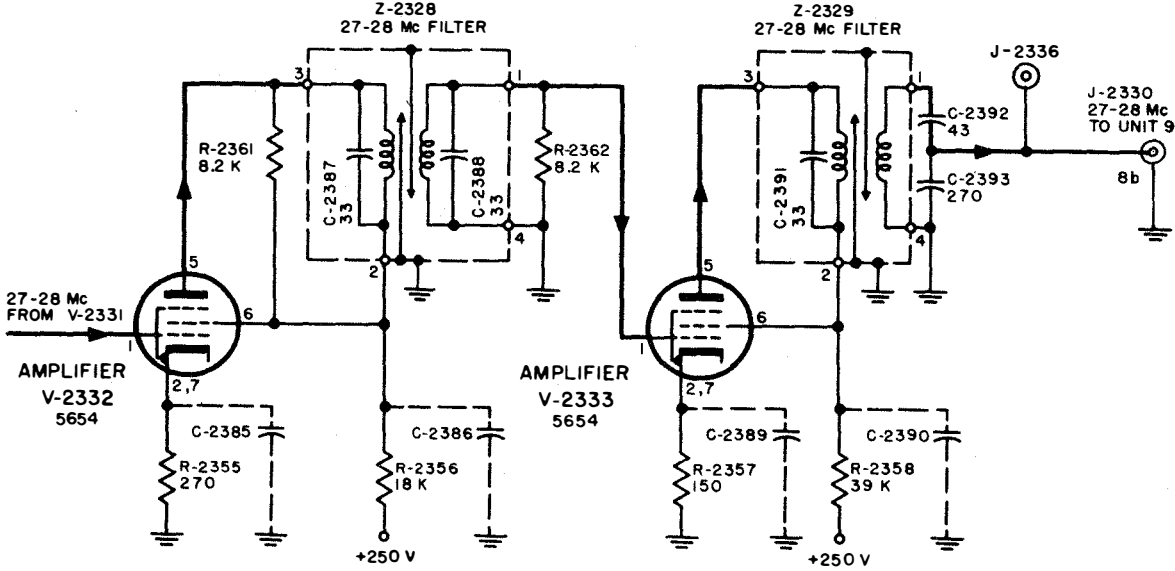 Z-2328
27-28 Mc FILTER
Z-2329
27-28 Mc FILTER
J-2336
J-2330
27-28 Mc
TO UNIT 9
8b
3
1
R-2361
8.2 K
C-2387
33
C-2388
33
R-2362
8.2 K
2
4
3
1
C-2391
33
C-2392
43
C-2393
270
2
4
27-28 Mc
FROM V-2331
1
5
6
2,7
AMPLIFIER
V-2332
5654
C-2385
R-2355
270
C-2386
R-2356
18 K
+250 V
1
5
6
2,7
AMPLIFIER
V-2333
5654
C-2389
R-2357
150
C-2390
R-2358
39 K
+250 V